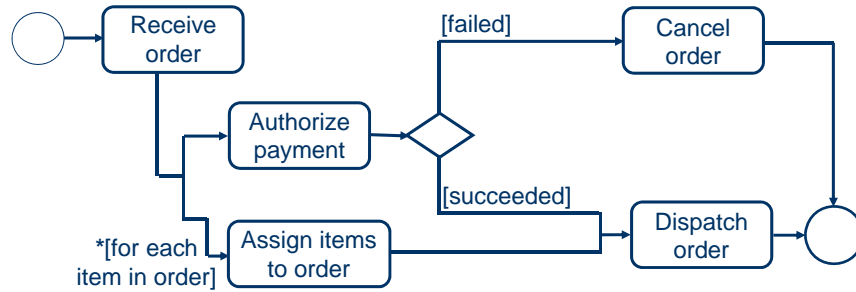 Receive
order
[failed]
Cancel
order
Authorize
payment
[succeeded]
*[for each
item in order]
Assign items
to order
Dispatch
order